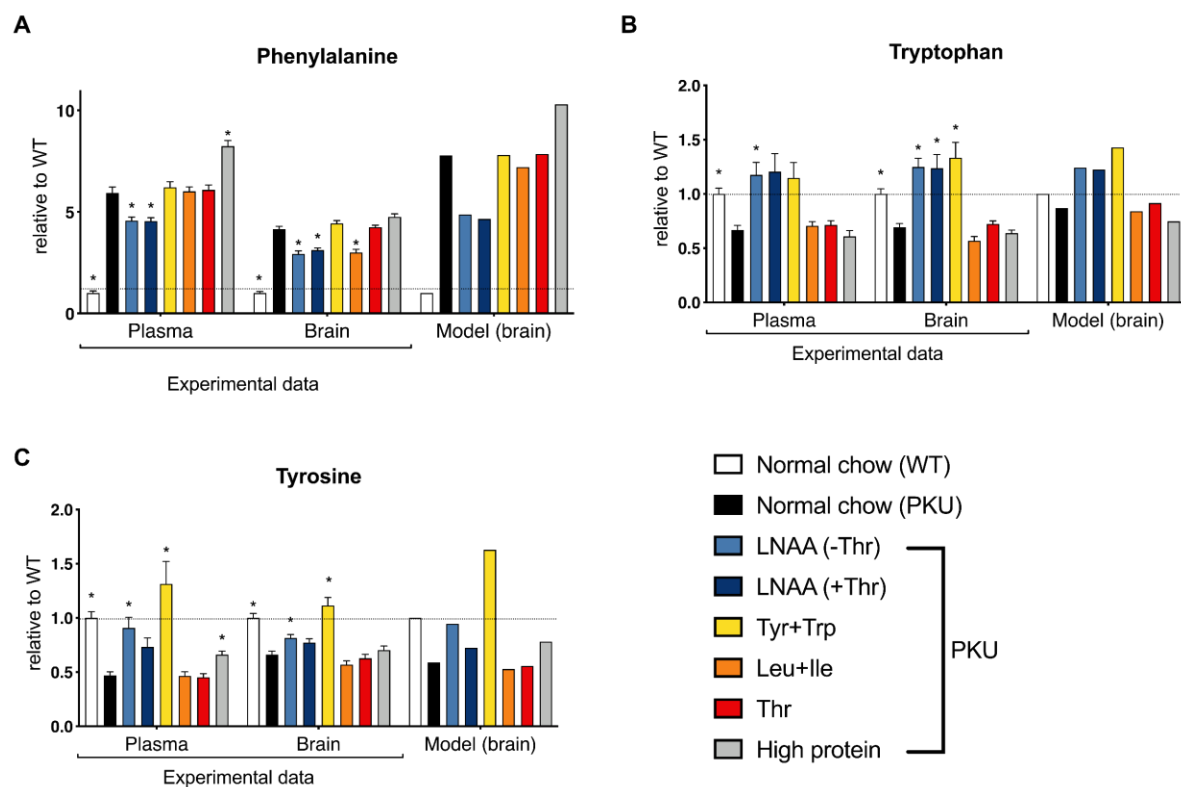 A
Phenylalanine
relative to WT
10
5
0
*
*
*
*
*
*
*
*
*
Plasma
Brain
Model (brain)
Experimental data
B
Tryptophan
relative to WT
2.0
1.5
1.0
0.5
0.0
*
*
*
*
*
*
Plasma
Brain
Model (brain)
Experimental data
C
Tyrosine
relative to WT
2.0
1.5
1.0
0.5
0.0
*
*
*
*
*
*
*
Plasma
Brain
Model (brain)
Experimental data
Normal chow (WT)
Normal chow (PKU)
LNAA (-Thr)
LNAA (+Thr)
Tyr+Trp
Leu+Ile
Thr
High protein
PKU